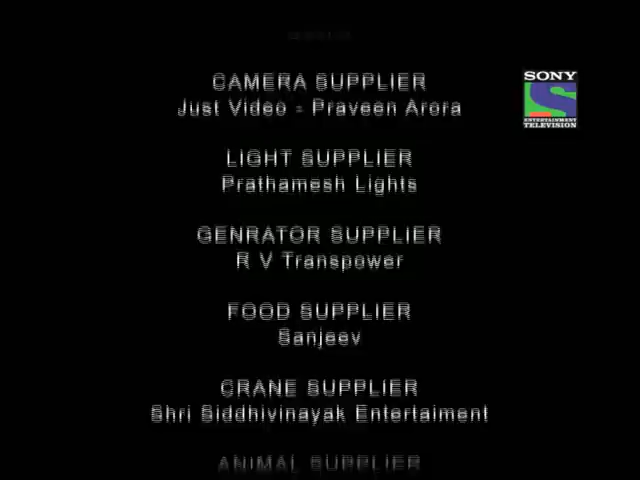 CAMERA SUPPLIER
Just Video - Praveen Arora
SONY
ENTERTAINMENT
TELEVISION
LIGHT SUPPLIER
Prathamesh Lights
GENRATOR SUPPLIER
R V Transpower
FOOD SUPPLIER
Sanjeev
CRANE SUPPLIER
Shri Siddhivinayak Entertaiment
ANIMAL SUPPLIER